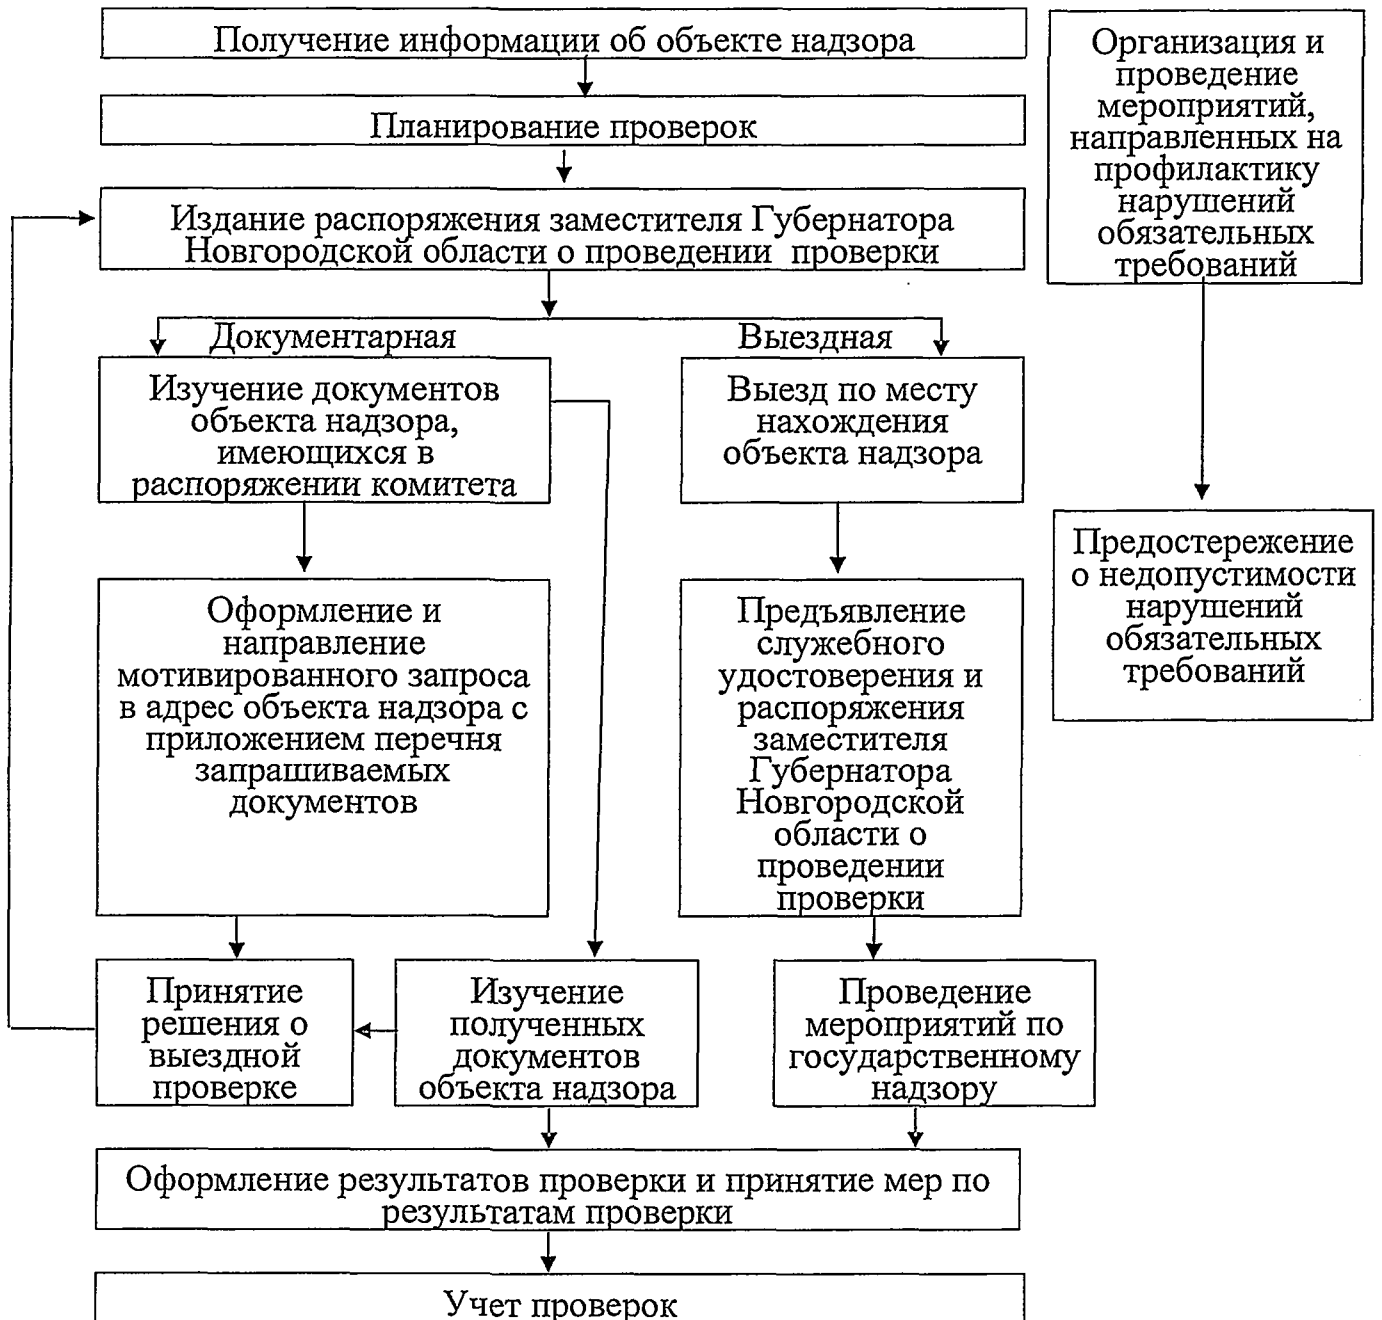 Получение информации об объекте надзора
Планирование проверок
Издание распоряжения заместителя Губернатора
Новгородской области о проведении проверки
Документарная
Выездная
Изучение документов
объекта надзора,
имеющихся в
распоряжении комитета
Выезд по месту
нахождения
объекта надзора
Оформление и
направление
мотивированного запроса
в адрес объекта надзора с
приложением перечня
запрашиваемых
документов
Предъявление
служебного
удостоверения и
распоряжения
заместителя
Губернатора
Новгородской
области о
проведении
проверки
Принятие
решения о
выездной
проверке
Изучение
полученных
документов
объекта надзора
Проведение
мероприятий по
государственному
надзору
Оформление результатов проверки и принятие мер по
результатам проверки
Учет проверок
Организация и
проведение
мероприятий,
направленных на
профилактику
нарушений
обязательных
требований
Предостережение
о недопустимости
нарушений
обязательных
требований